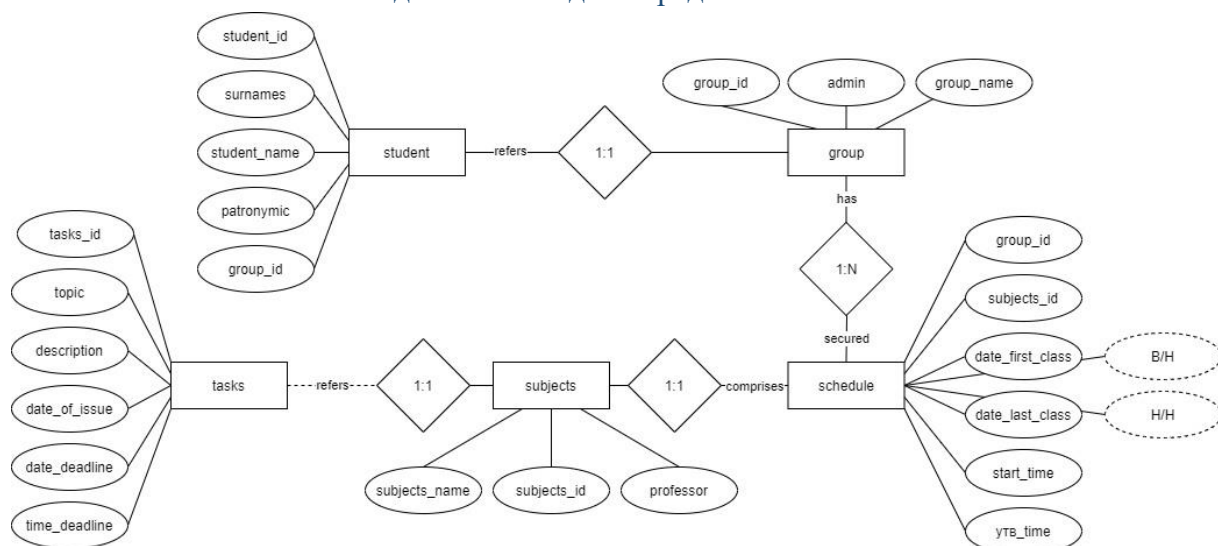 student_id
surnames
student_name
patronymic
group_id
student
refers
1:1
group_id
admin
group_name
group
has
1:N
secured
tasks_id
topic
description
date_of_issue
date_deadline
time_deadline
tasks
refers
1:1
subjects
1:1
comprises
schedule
subjects_name
subjects_id
professor
group_id
subjects_id
date_first_class
В/Н
date_last_class
Н/Н
start_time
утв_time